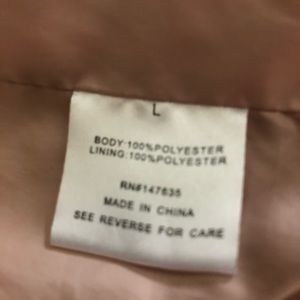 L
BODY:100%POLYESTER
LINING:100%POLYESTER
RN#147635
MADE IN CHINA
SEE REVERSE FOR CARE